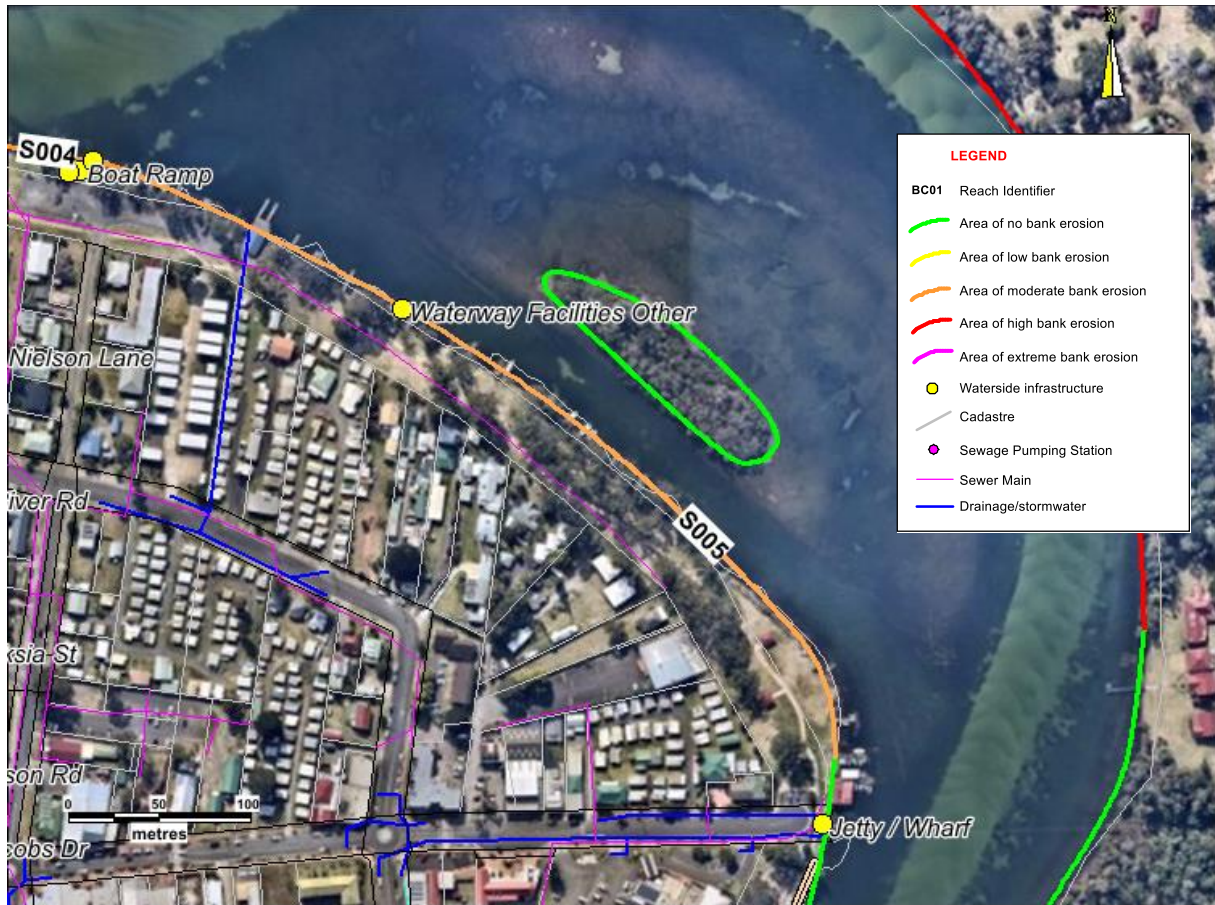 N
S004
Boat Ramp
LEGEND
BC01 Reach Identifier
Area of no bank erosion
Area of low bank erosion
Area of moderate bank erosion
Area of high bank erosion
Area of extreme bank erosion
Waterside infrastructure
Cadastre
Sewage Pumping Station
Sewer Main
Drainage/stormwater
Waterway Facilities Other
Nielson Lane
iver Rd
S005
ksia St
son Rd
0 50 100
metres
cobs Dr
Jetty / Wharf